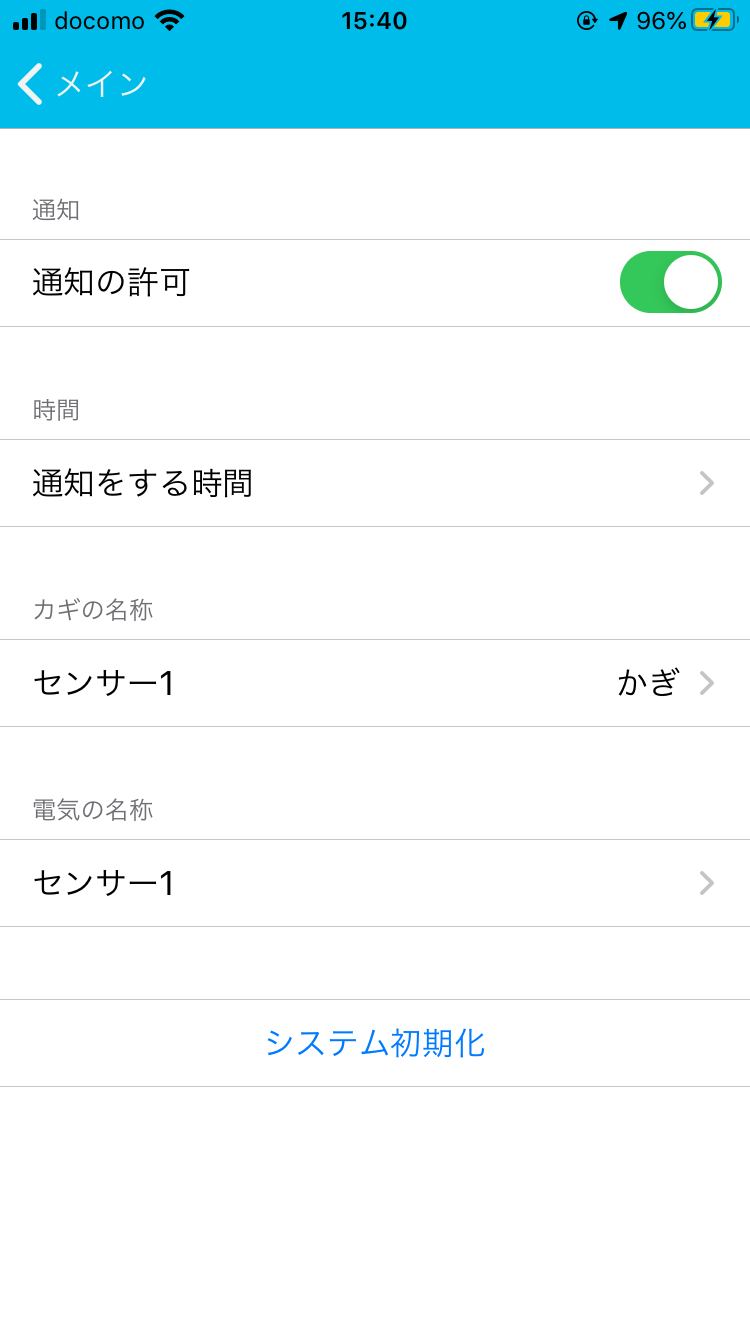 docomo 15:40 96%
メイン
通知
通知の許可
時間
通知をする時間
カギの名称
センサー1 かぎ
電気の名称
センサー1
システム初期化